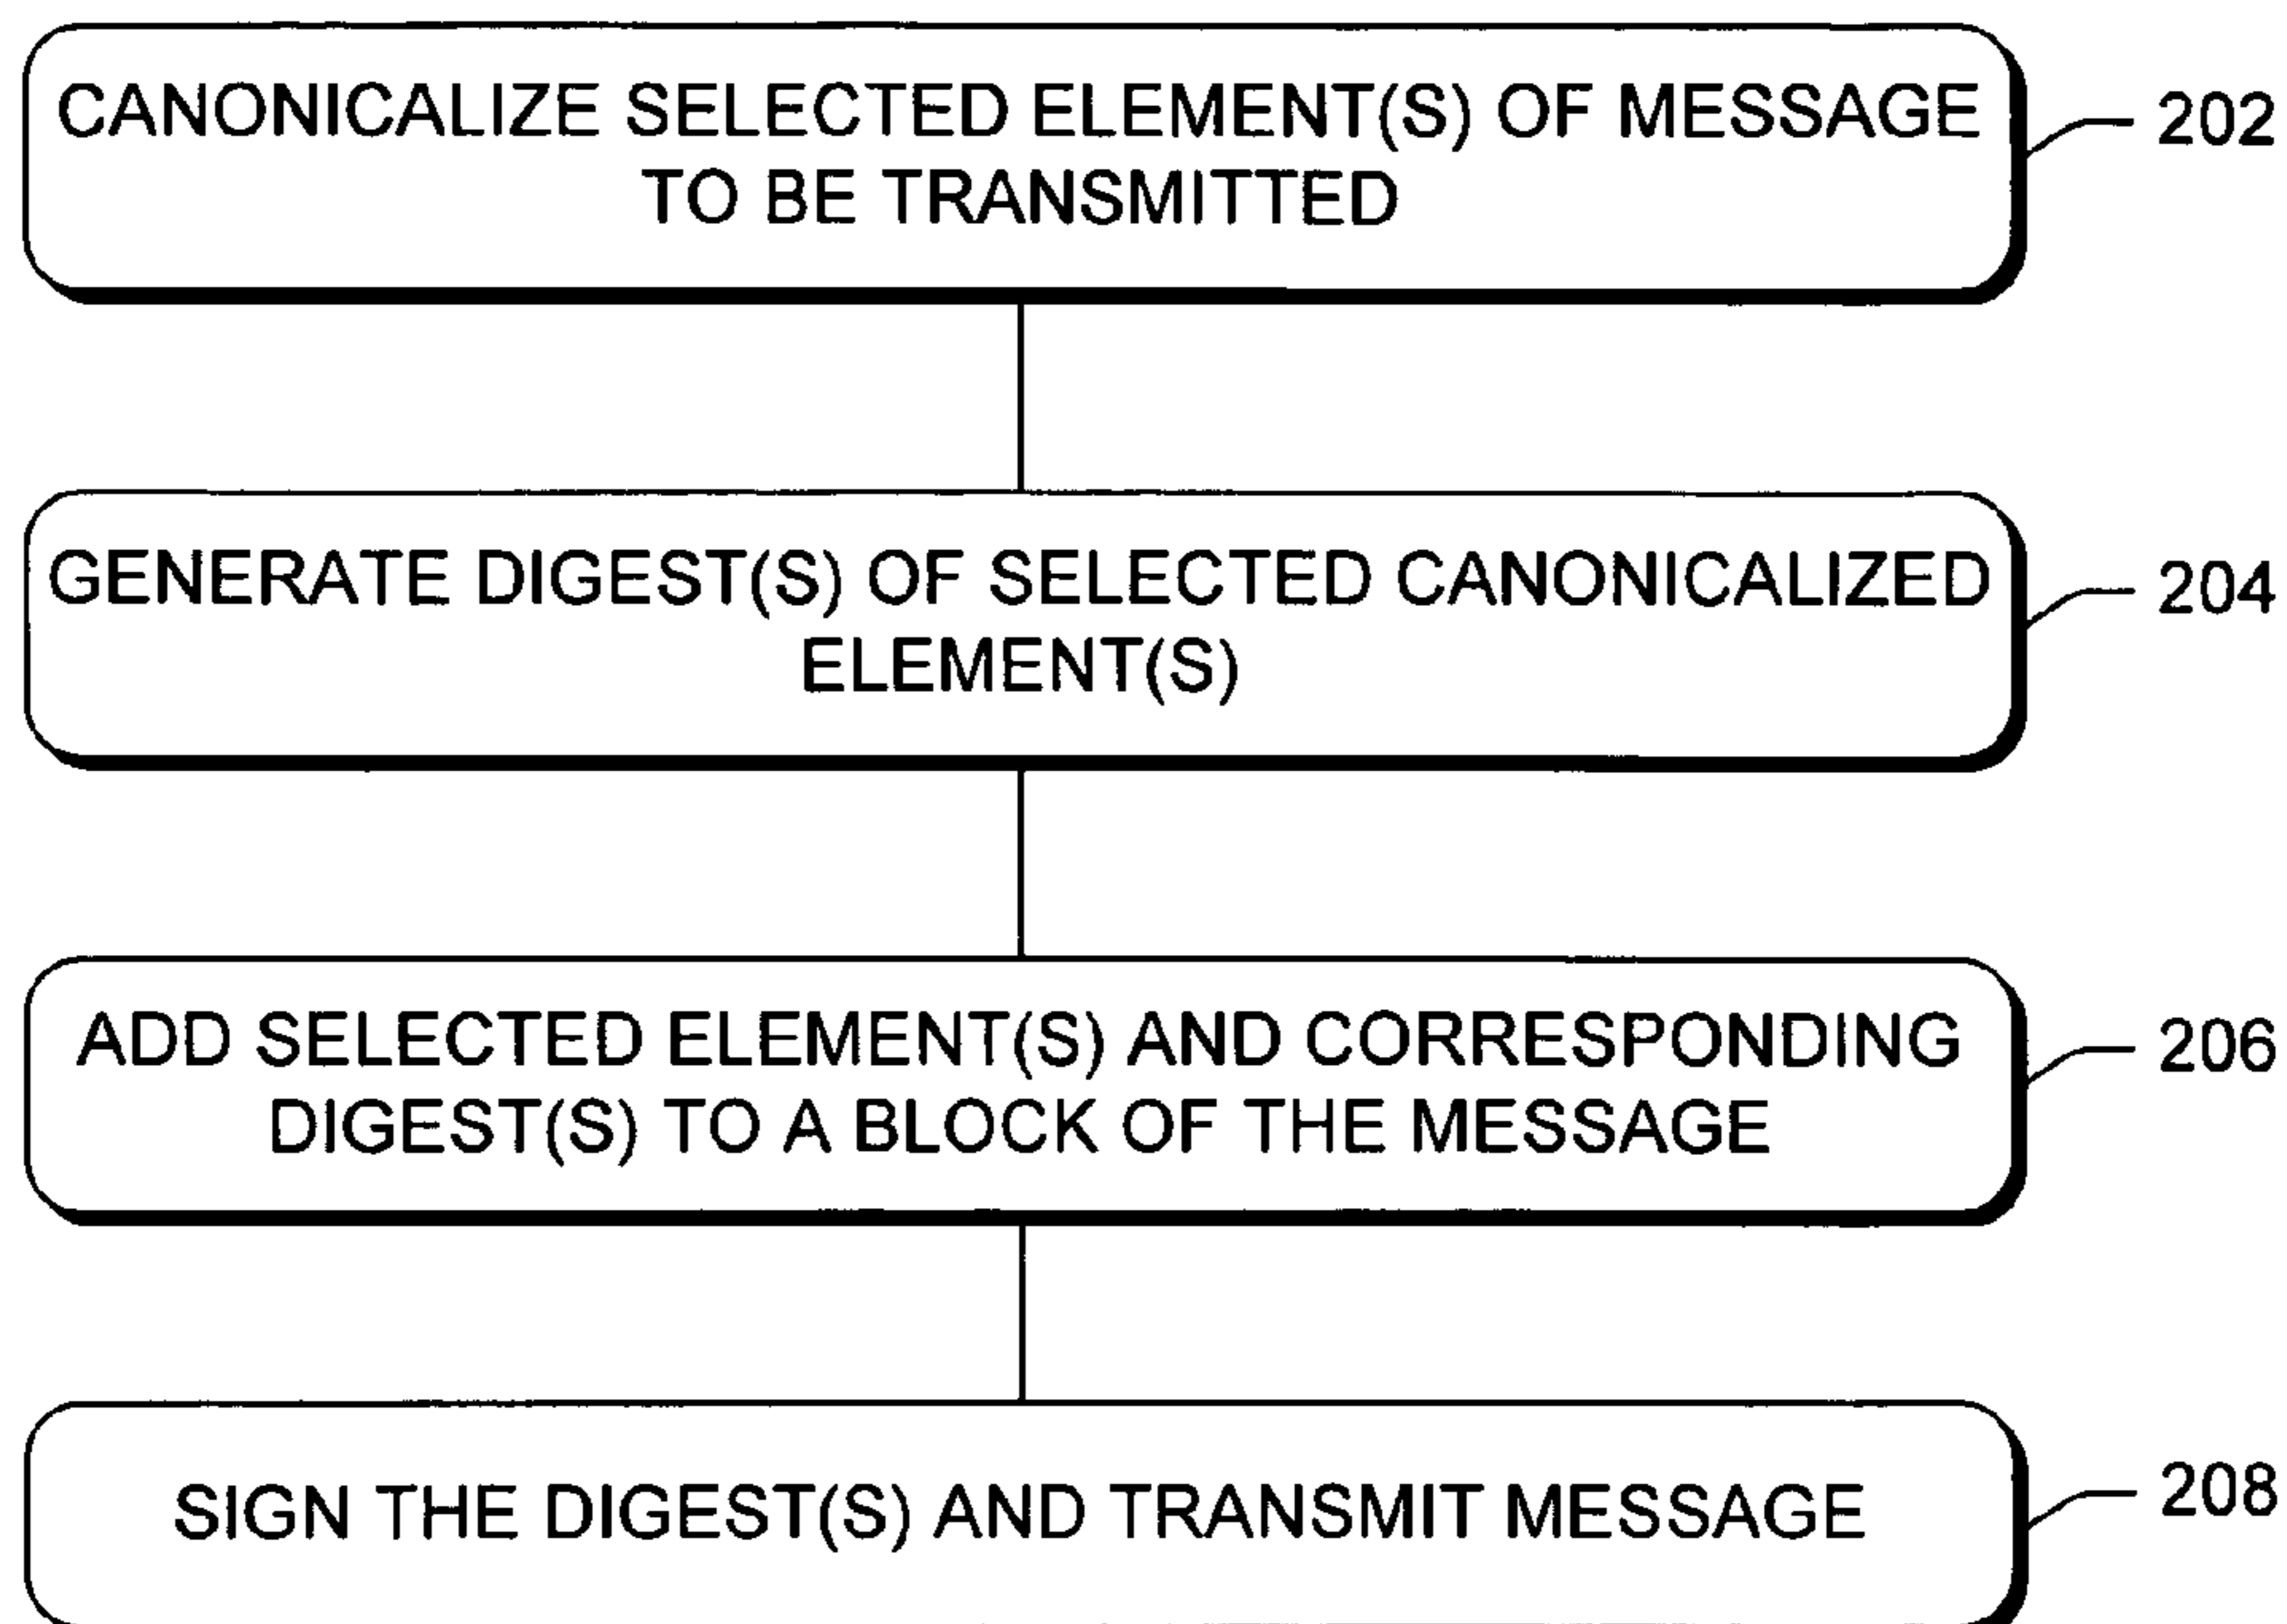 CANONICALIZE SELECTED ELEMENT(S) OF MESSAGE
TO BE TRANSMITTED
202
GENERATE DIGEST(S) OF SELECTED CANONICALIZED
ELEMENT(S)
204
ADD SELECTED ELEMENT(S) AND CORRESPONDING
DIGEST(S) TO A BLOCK OF THE MESSAGE
206
SIGN THE DIGEST(S) AND TRANSMIT MESSAGE
208